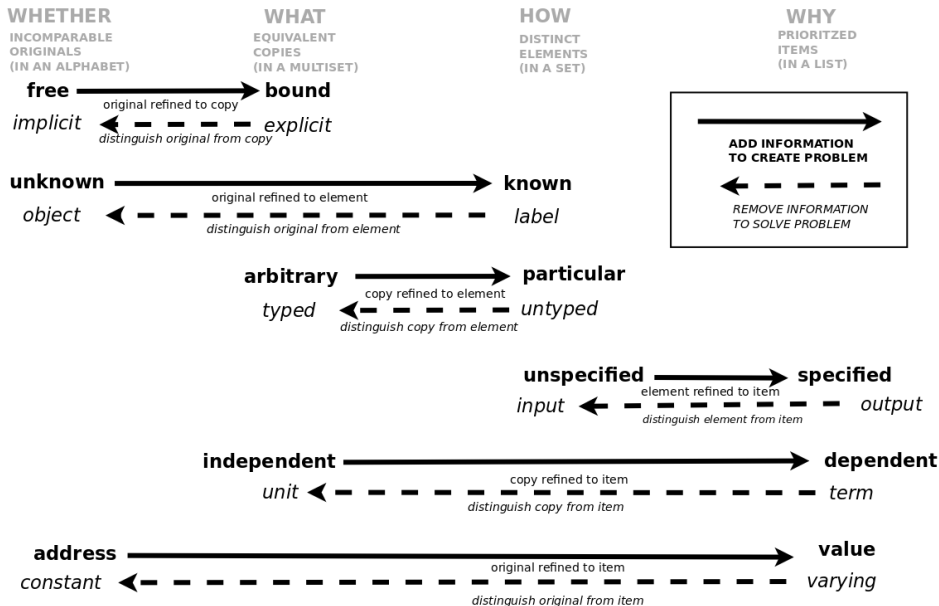 WHETHER
INCOMPARABLE
ORIGINALS
(IN AN ALPHABET)
WHAT
EQUIVALENT
COPIES
(IN A MULTISET)
HOW
DISTINCT
ELEMENTS
(IN A SET)
WHY
PRIORITZED
ITEMS
(IN A LIST)
free
bound
original refined to copy
implicit
explicit
distinguish original from copy
ADD INFORMATION
TO CREATE PROBLEM
REMOVE INFORMATION
TO SOLVE PROBLEM
unknown
known
original refined to element
object
label
distinguish original from element
arbitrary
particular
copy refined to element
typed
untyped
distinguish copy from element
unspecified
specified
element refined to item
input
output
distinguish element from item
independent
dependent
copy refined to item
unit
term
distinguish copy from item
address
value
original refined to item
constant
varying
distinguish original from item